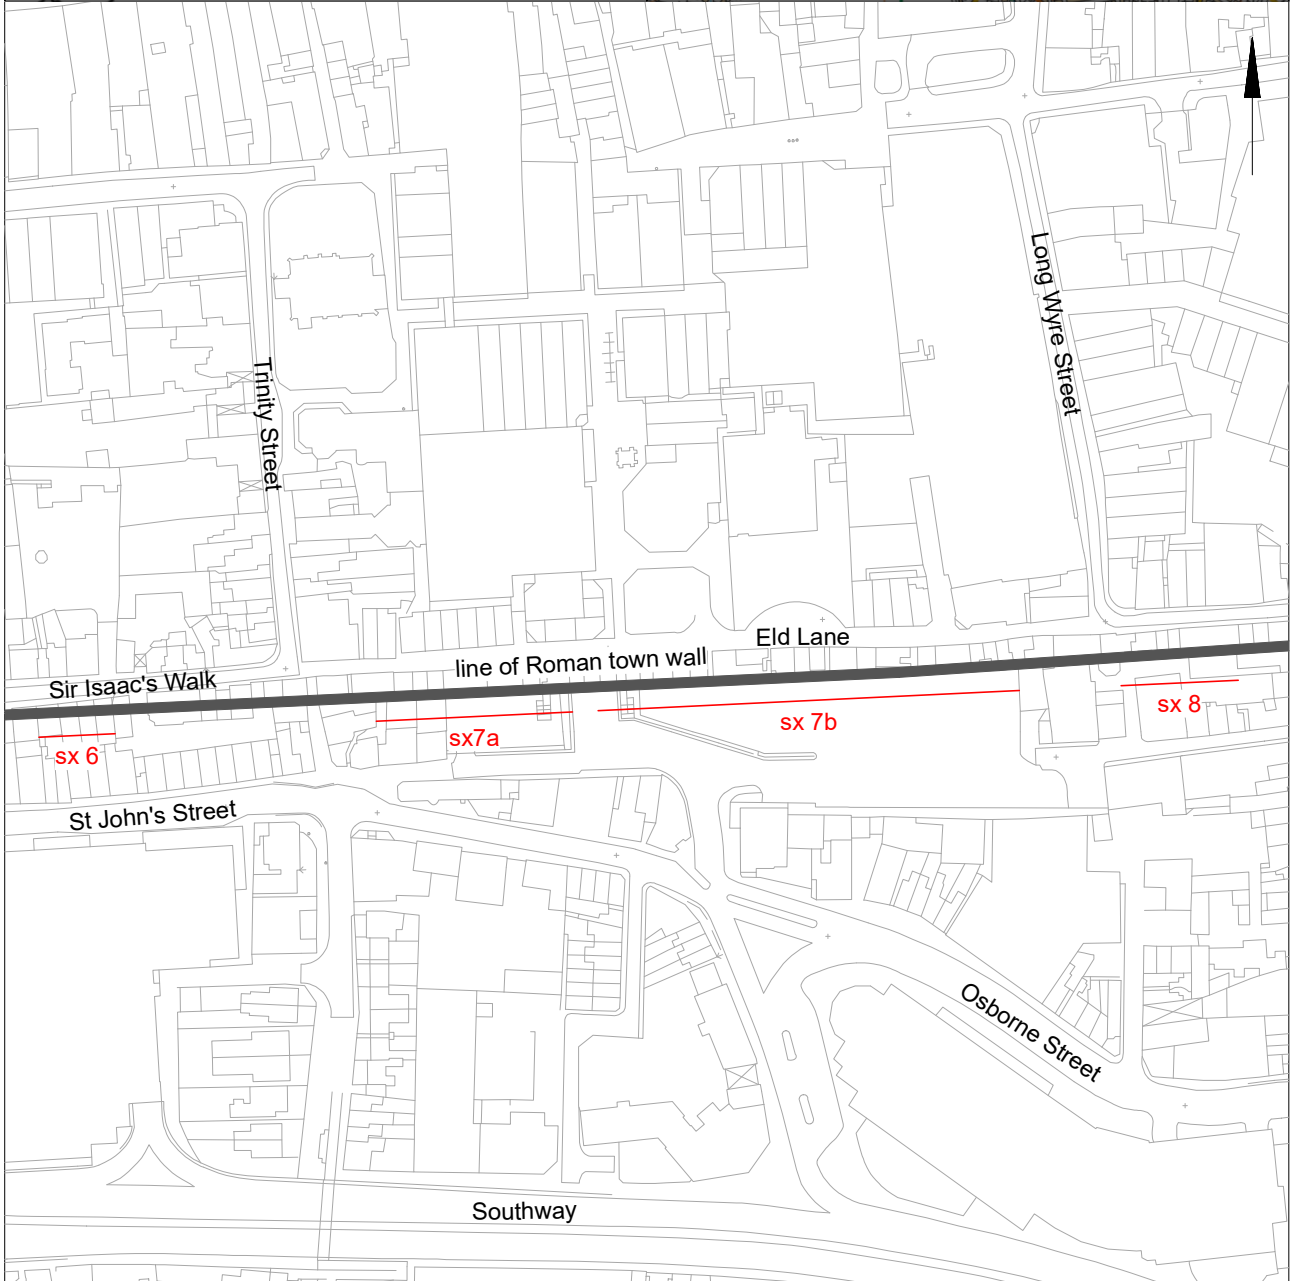 Long Wyre Street
Trinity Street
Eld Lane
line of Roman town wall
Sir Isaac's Walk
sx 8
sx 7b
sx7a
sx 6
St John's Street
Osborne Street
Southway